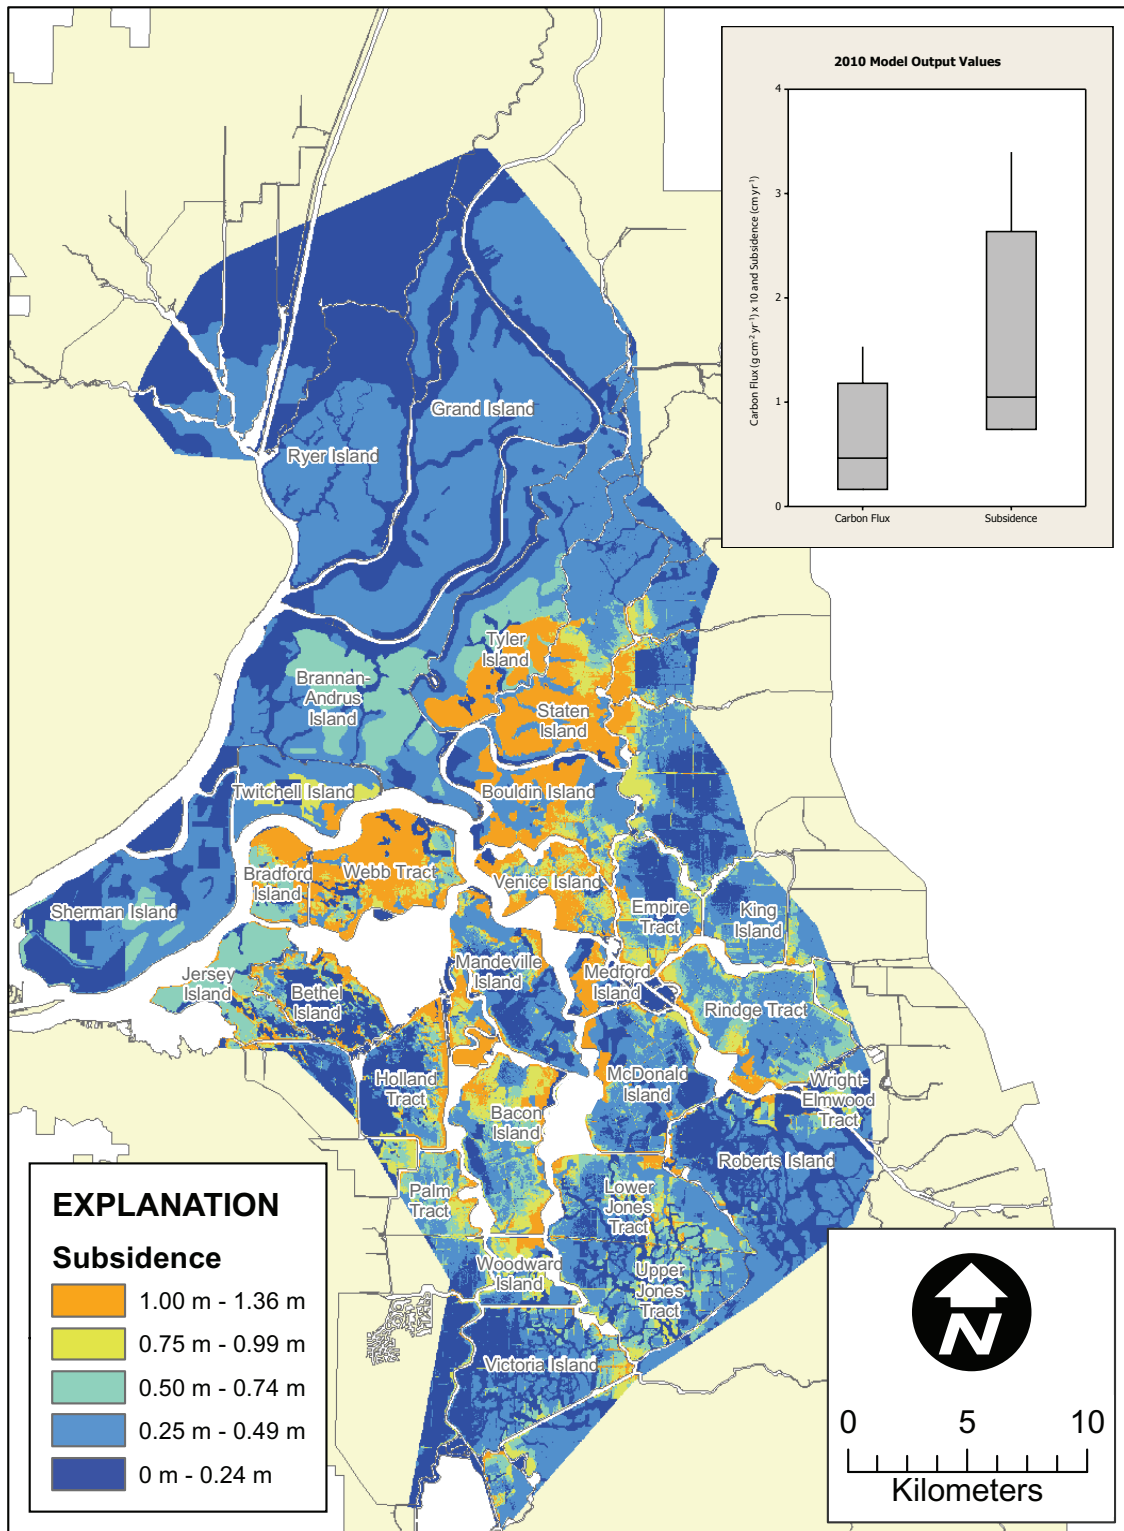 2010 Model Output Values
4
3
2
1
0
Carbon Flux (g cm⁻² yr⁻¹) x 10 and Subsidence (cm yr⁻¹)
Carbon Flux
Subsidence
Grand Island
Ryer Island
Tyler
Island
Brannan-
Andrus
Island
Staten
Island
Twitchell Island
Bouldin Island
Bradford
Island
Webb Tract
Venice Island
Sherman Island
Empire
Tract
King
Island
Jersey
Island
Bethel
Island
Mandeville
Island
Medford
Island
Rindge Tract
Holland
Tract
Bacon
Island
McDonald
Island
Wright-
Elmwood
Tract
Roberts Island
Palm
Tract
Lower
Jones
Tract
Woodward
Island
Upper
Jones
Tract
Victoria Island
EXPLANATION
Subsidence
1.00 m - 1.36 m
0.75 m - 0.99 m
0.50 m - 0.74 m
0.25 m - 0.49 m
0 m - 0.24 m
N
0 5 10
Kilometers